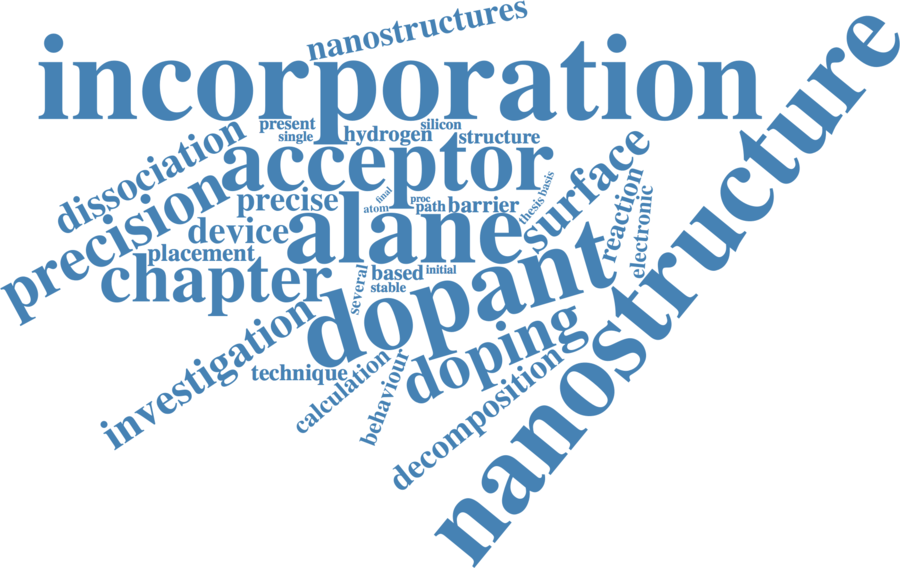 nanostructures
incorporation
nanostructure
present
single
hydrogen
silicon
structure
dissociation
acceptor
surface
precision
precise
final
atom
proc
path
barrier
thesis
basis
reaction
electronic
device
alane
placement
chapter
several
based
initial
stable
dopant
investigation
technique
calculation
behaviour
doping
decomposition